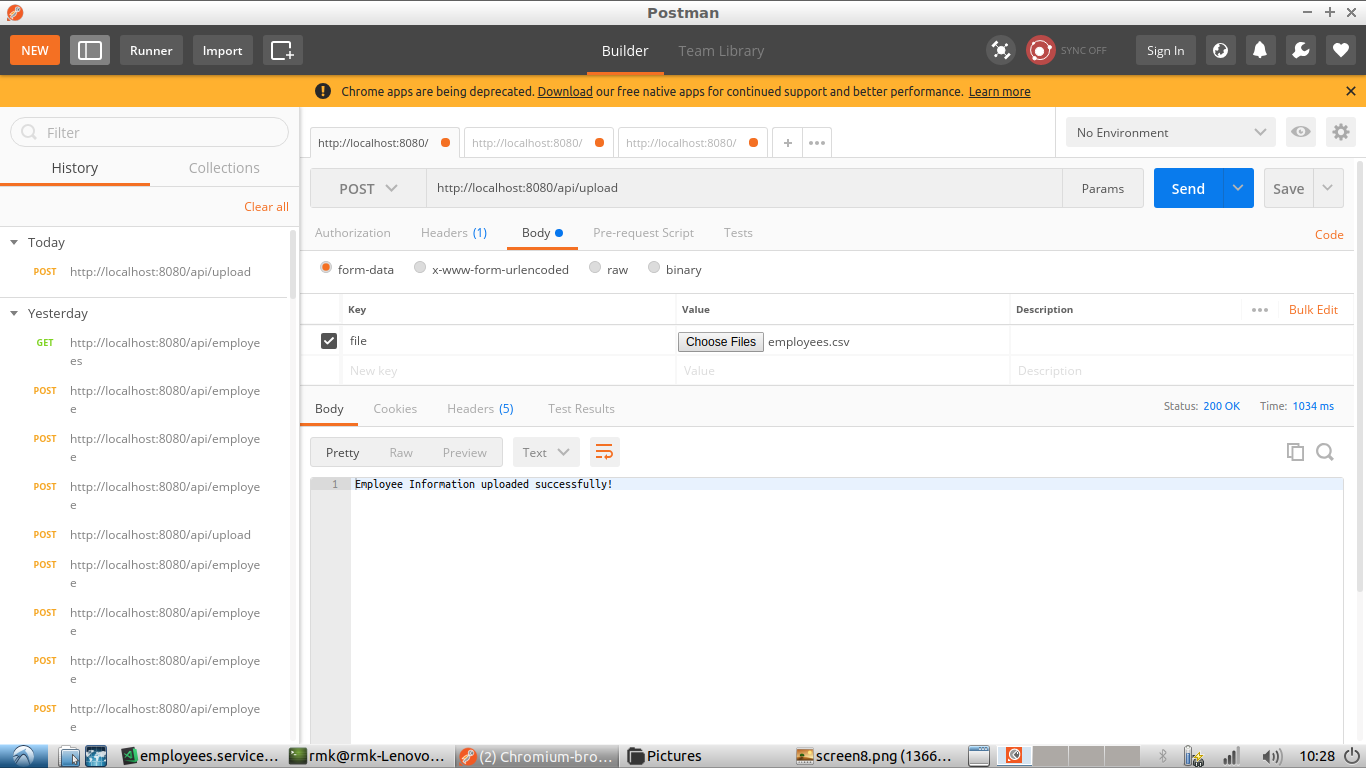 Postman
NEW
Runner
Import
Builder
Team Library
SYNC OFF
Sign In
Chrome apps are being deprecated. Download our free native apps for continued support and better performance. Learn more
Filter
History
Collections
Clear all
Today
POST http://localhost:8080/api/upload
Yesterday
GET http://localhost:8080/api/employe
es
POST http://localhost:8080/api/employe
e
POST http://localhost:8080/api/employe
e
POST http://localhost:8080/api/employe
e
POST http://localhost:8080/api/upload
POST http://localhost:8080/api/employe
e
POST http://localhost:8080/api/employe
e
POST http://localhost:8080/api/employe
e
POST http://localhost:8080/api/employe
e
http://localhost:8080/
http://localhost:8080/
http://localhost:8080/
No Environment
POST
http://localhost:8080/api/upload
Params
Send
Save
Authorization
Headers (1)
Body
Pre-request Script
Tests
Code
form-data
x-www-form-urlencoded
raw
binary
Key
Value
Description
Bulk Edit
file
Choose Files employees.csv
New key
Value
Description
Body
Cookies
Headers (5)
Test Results
Status: 200 OK
Time: 1034 ms
Pretty
Raw
Preview
Text
1 Employee Information uploaded successfully!
employees.service...
rmk@rmk-Lenovo...
(2) Chromium-bro...
Pictures
screen8.png (1366...
10:28